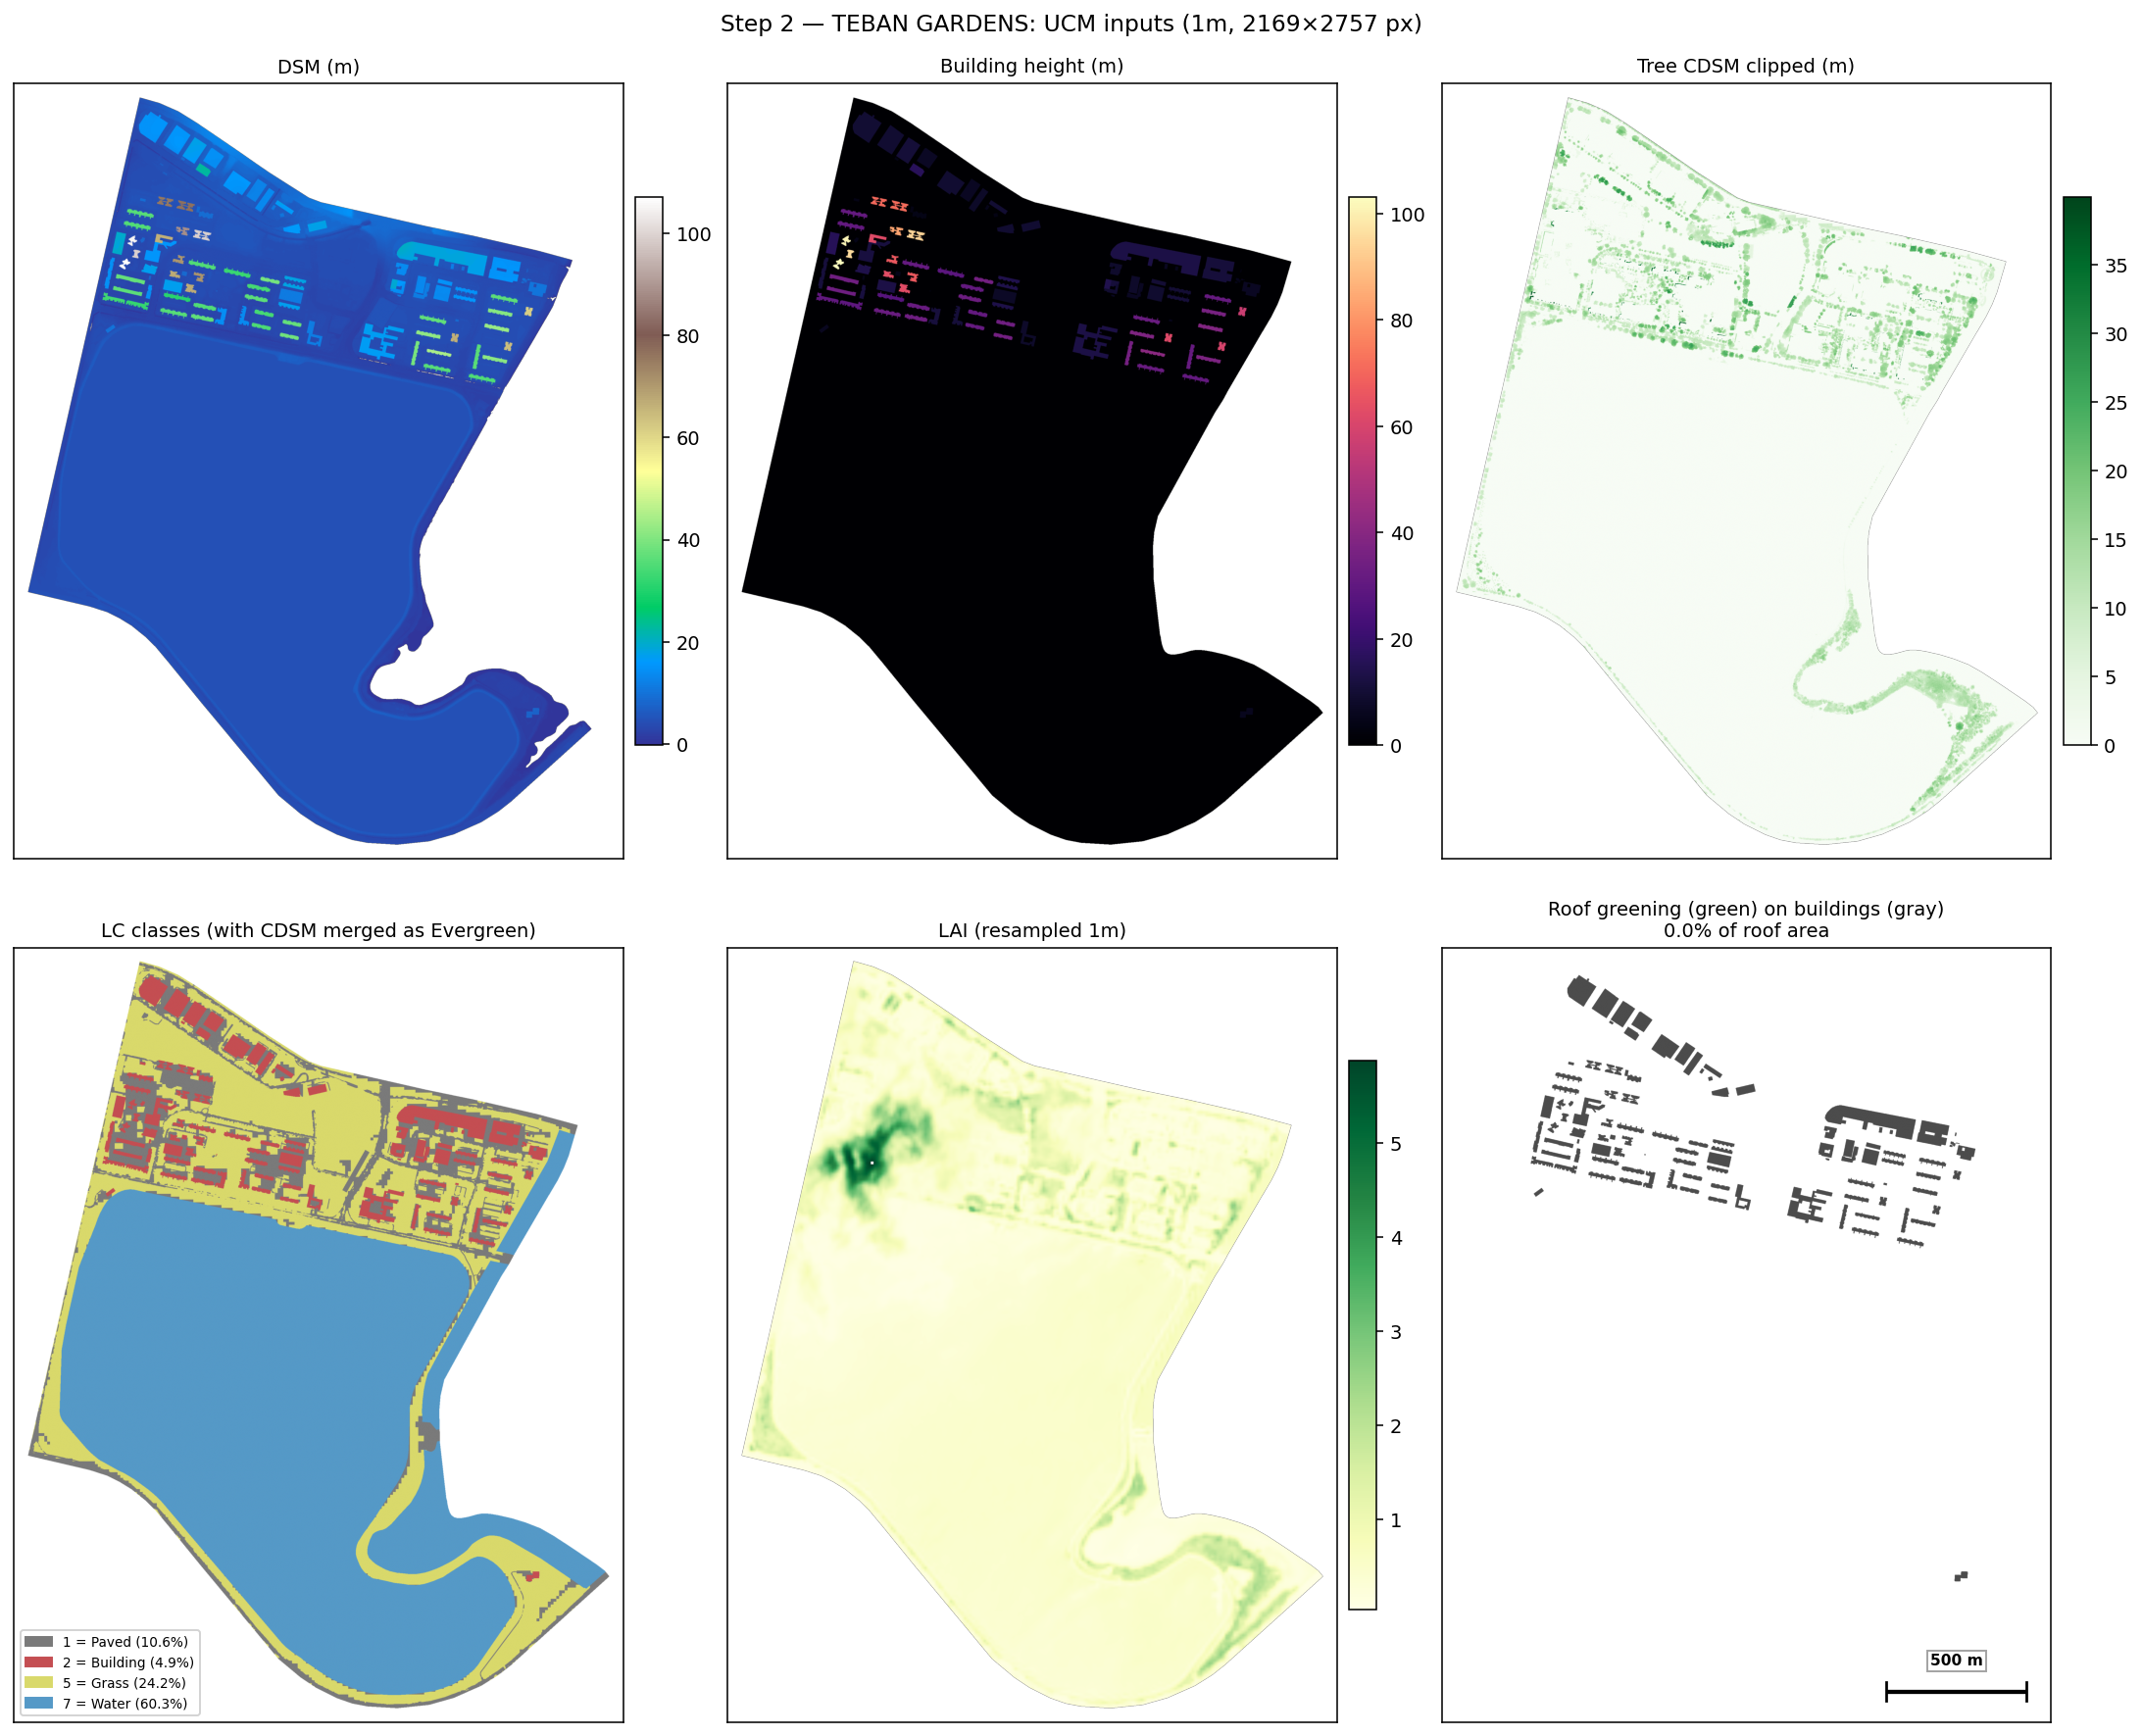 Step 2 — TEBAN GARDENS: UCM inputs (1m, 2169×2757 px)
DSM (m)
Building height (m)
Tree CDSM clipped (m)
100
80
60
40
20
0
100
80
60
40
20
0
35
30
25
20
15
10
5
0
LC classes (with CDSM merged as Evergreen)
LAI (resampled 1m)
Roof greening (green) on buildings (gray)
0.0% of roof area
1 = Paved (10.6%)
2 = Building (4.9%)
5 = Grass (24.2%)
7 = Water (60.3%)
5
4
3
2
1
500 m